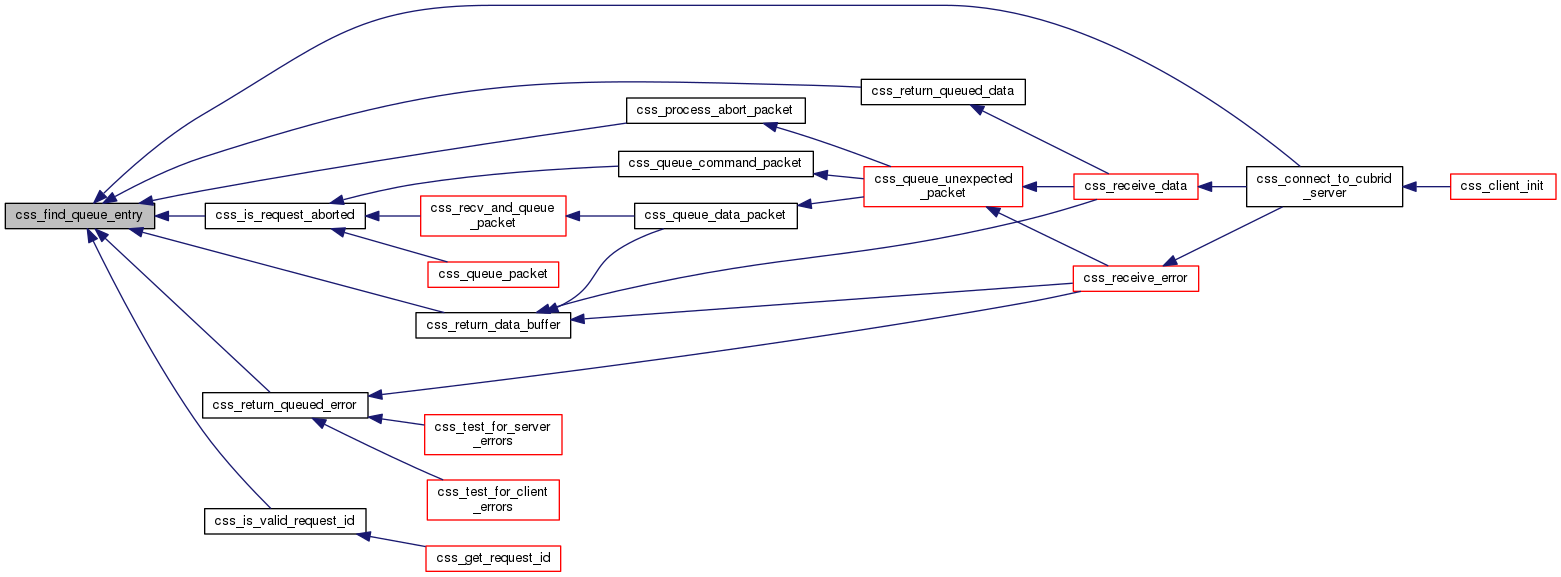 css_return_queued_data
css_process_abort_packet
css_queue_command_packet
css_queue_unexpected
_packet
css_receive_data
css_connect_to_cubrid
_server
css_client_init
css_find_queue_entry
css_is_request_aborted
css_recv_and_queue
_packet
css_queue_data_packet
css_queue_packet
css_receive_error
css_return_data_buffer
css_return_queued_error
css_test_for_server
_errors
css_test_for_client
_errors
css_is_valid_request_id
css_get_request_id